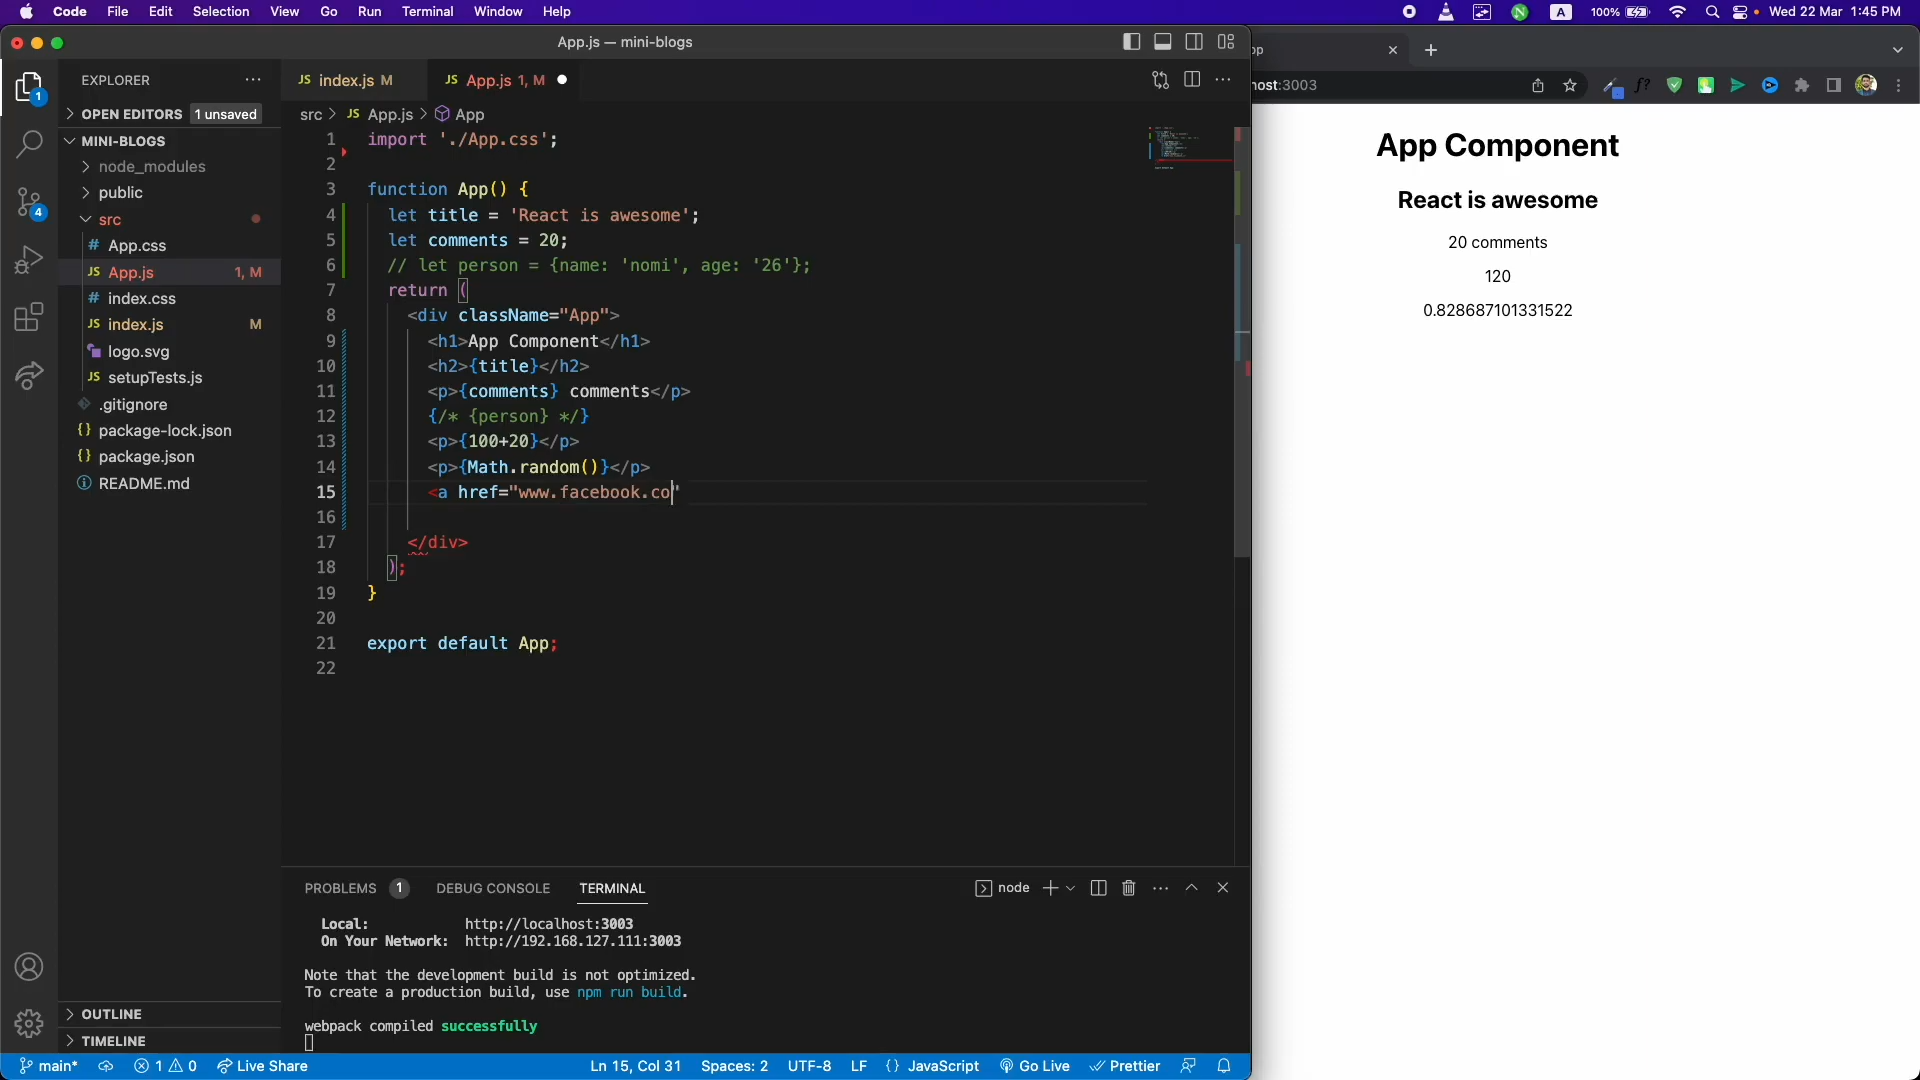 Code File Edit Selection View Go Run Terminal Window Help
A 100% Wed 22 Mar 1:45 PM
App.js — mini-blogs
EXPLORER
OPEN EDITORS 1 unsaved
MINI-BLOGS
node_modules
public
src
# App.css
JS App.js 1, M
# index.css
JS index.js M
logo.svg
JS setupTests.js
.gitignore
{} package-lock.json
{} package.json
README.md
OUTLINE
TIMELINE
1
4
JS index.js M
JS App.js 1, M
src > JS App.js > App
1 import './App.css';
2
3 function App() {
4 let title = 'React is awesome';
5 let comments = 20;
6 // let person = {name: 'nomi', age: '26'};
7 return (
8 <div className="App">
9 <h1>App Component</h1>
10 <h2>{title}</h2>
11 <p>{comments} comments</p>
12 {/* {person} */}
13 <p>{100+20}</p>
14 <p>{Math.random()}</p>
15 <a href="www.facebook.co"
16
17 </div>
18 );
19 }
20
21 export default App;
22
PROBLEMS 1 DEBUG CONSOLE TERMINAL
node
Local: http://localhost:3003
On Your Network: http://192.168.127.111:3003
Note that the development build is not optimized.
To create a production build, use npm run build.
webpack compiled successfully
main* 1 0 Live Share
Ln 15, Col 31 Spaces: 2 UTF-8 LF {} JavaScript Go Live Prettier
host:3003
f?
App Component
React is awesome
20 comments
120
0.828687101331522